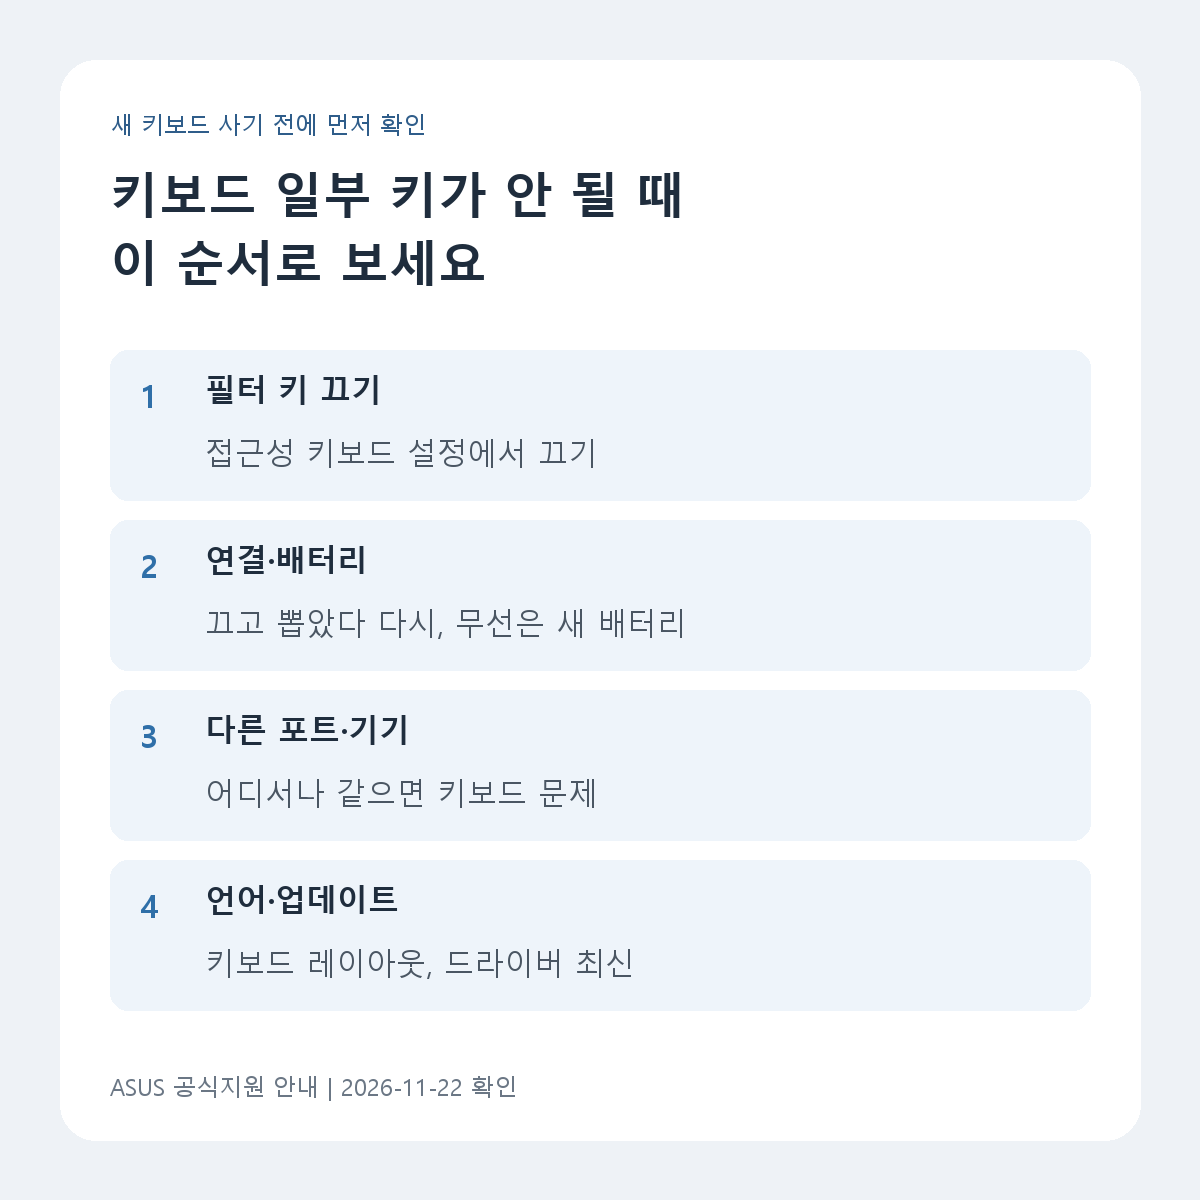 새 키보드 사기 전에 먼저 확인
키보드 일부 키가 안 될 때
이 순서로 보세요
1
필터 키 끄기
접근성 키보드 설정에서 끄기
2
연결·배터리
끄고 뽑았다 다시, 무선은 새 배터리
3
다른 포트·기기
어디서나 같으면 키보드 문제
4
언어·업데이트
키보드 레이아웃, 드라이버 최신
ASUS 공식지원 안내 | 2026-11-22 확인